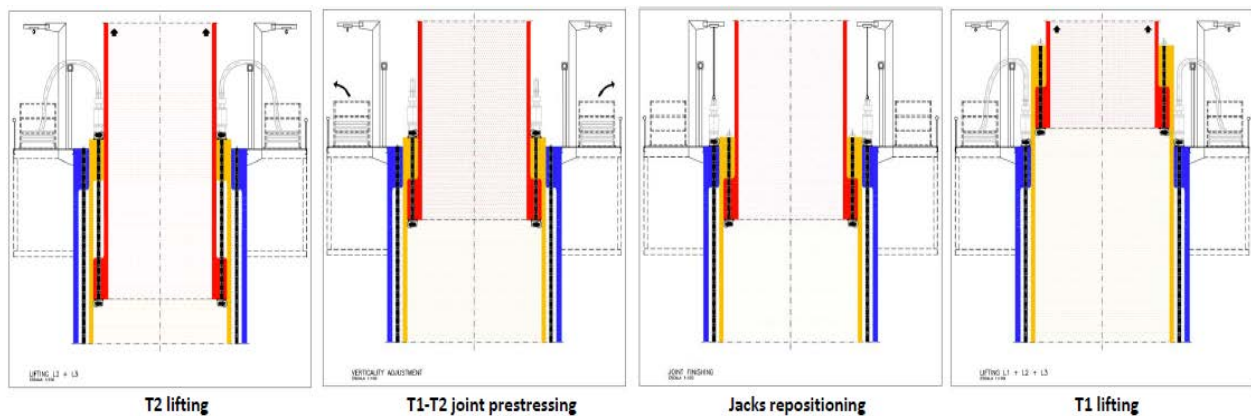 LIFTING L2 + L3
T2 lifting
VERTICALITY ADJUSTMENT
T1-T2 joint prestressing
JOINT FINISHING
Jacks repositioning
LIFTING L1 + L2 + L3
T1 lifting